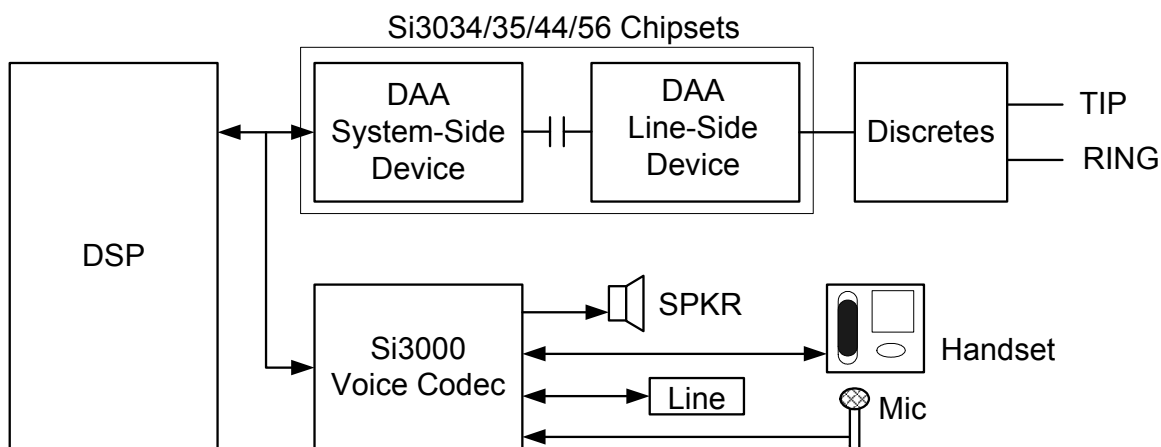 Si3034/35/44/56 Chipsets
DAA
System-Side
Device
DAA
Line-Side
Device
Discretes
TIP
RING
DSP
Si3000
Voice Codec
SPKR
Handset
Line
Mic